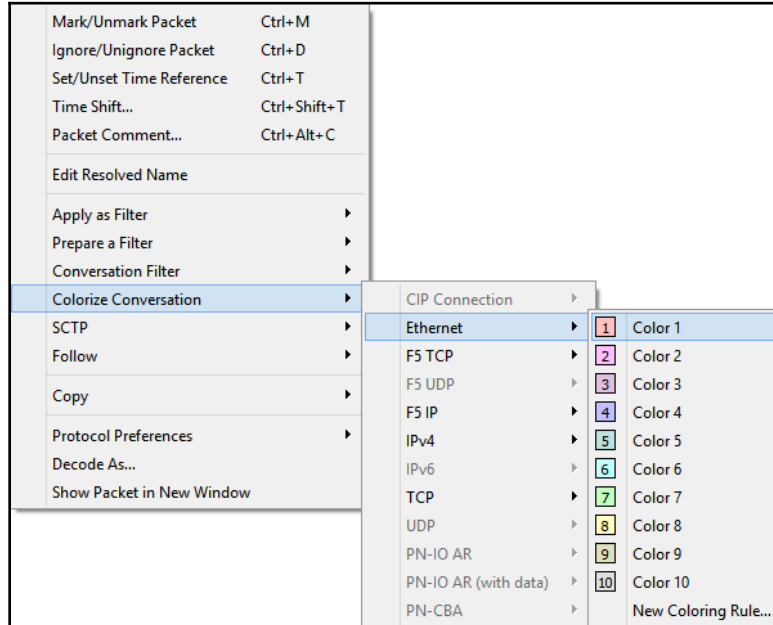 Mark/Unmark Packet Ctrl+M
Ignore/Unignore Packet Ctrl+D
Set/Unset Time Reference Ctrl+T
Time Shift... Ctrl+Shift+T
Packet Comment... Ctrl+Alt+C
Edit Resolved Name
Apply as Filter
Prepare a Filter
Conversation Filter
Colorize Conversation
SCTP
Follow
Copy
Protocol Preferences
Decode As...
Show Packet in New Window
CIP Connection
Ethernet
F5 TCP
F5 UDP
F5 IP
IPv4
IPv6
TCP
UDP
PN-IO AR
PN-IO AR (with data)
PN-CBA
1 Color 1
2 Color 2
3 Color 3
4 Color 4
5 Color 5
6 Color 6
7 Color 7
8 Color 8
9 Color 9
10 Color 10
New Coloring Rule...